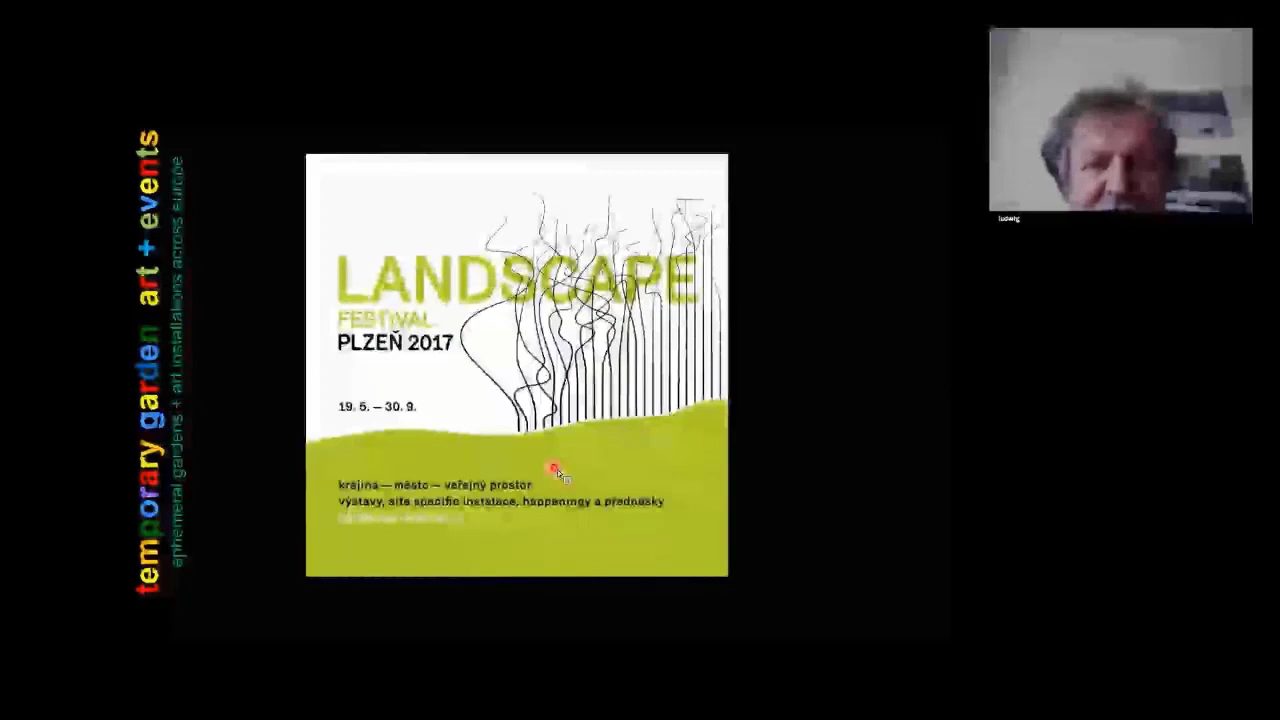 temporary garden art + events
ephemeral gardens + art installations across europe
LANDSCAPE
FESTIVAL
PLZEŇ 2017
19. 5. – 30. 9.
krajina — město — veřejný prostor
výstavy, site specific instalace, happeningy a přednášky
ludwig